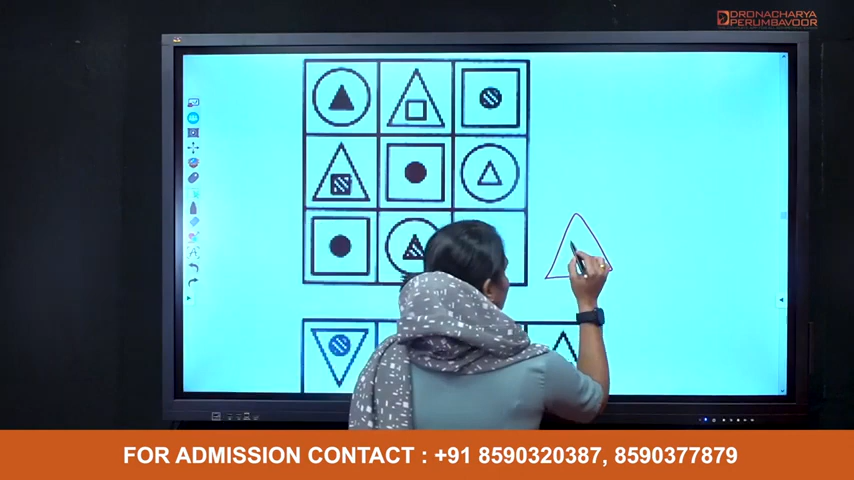 DRONACHARYA
PERUMBAVOOR
FOR ADMISSION CONTACT : +91 8590320387, 8590377879